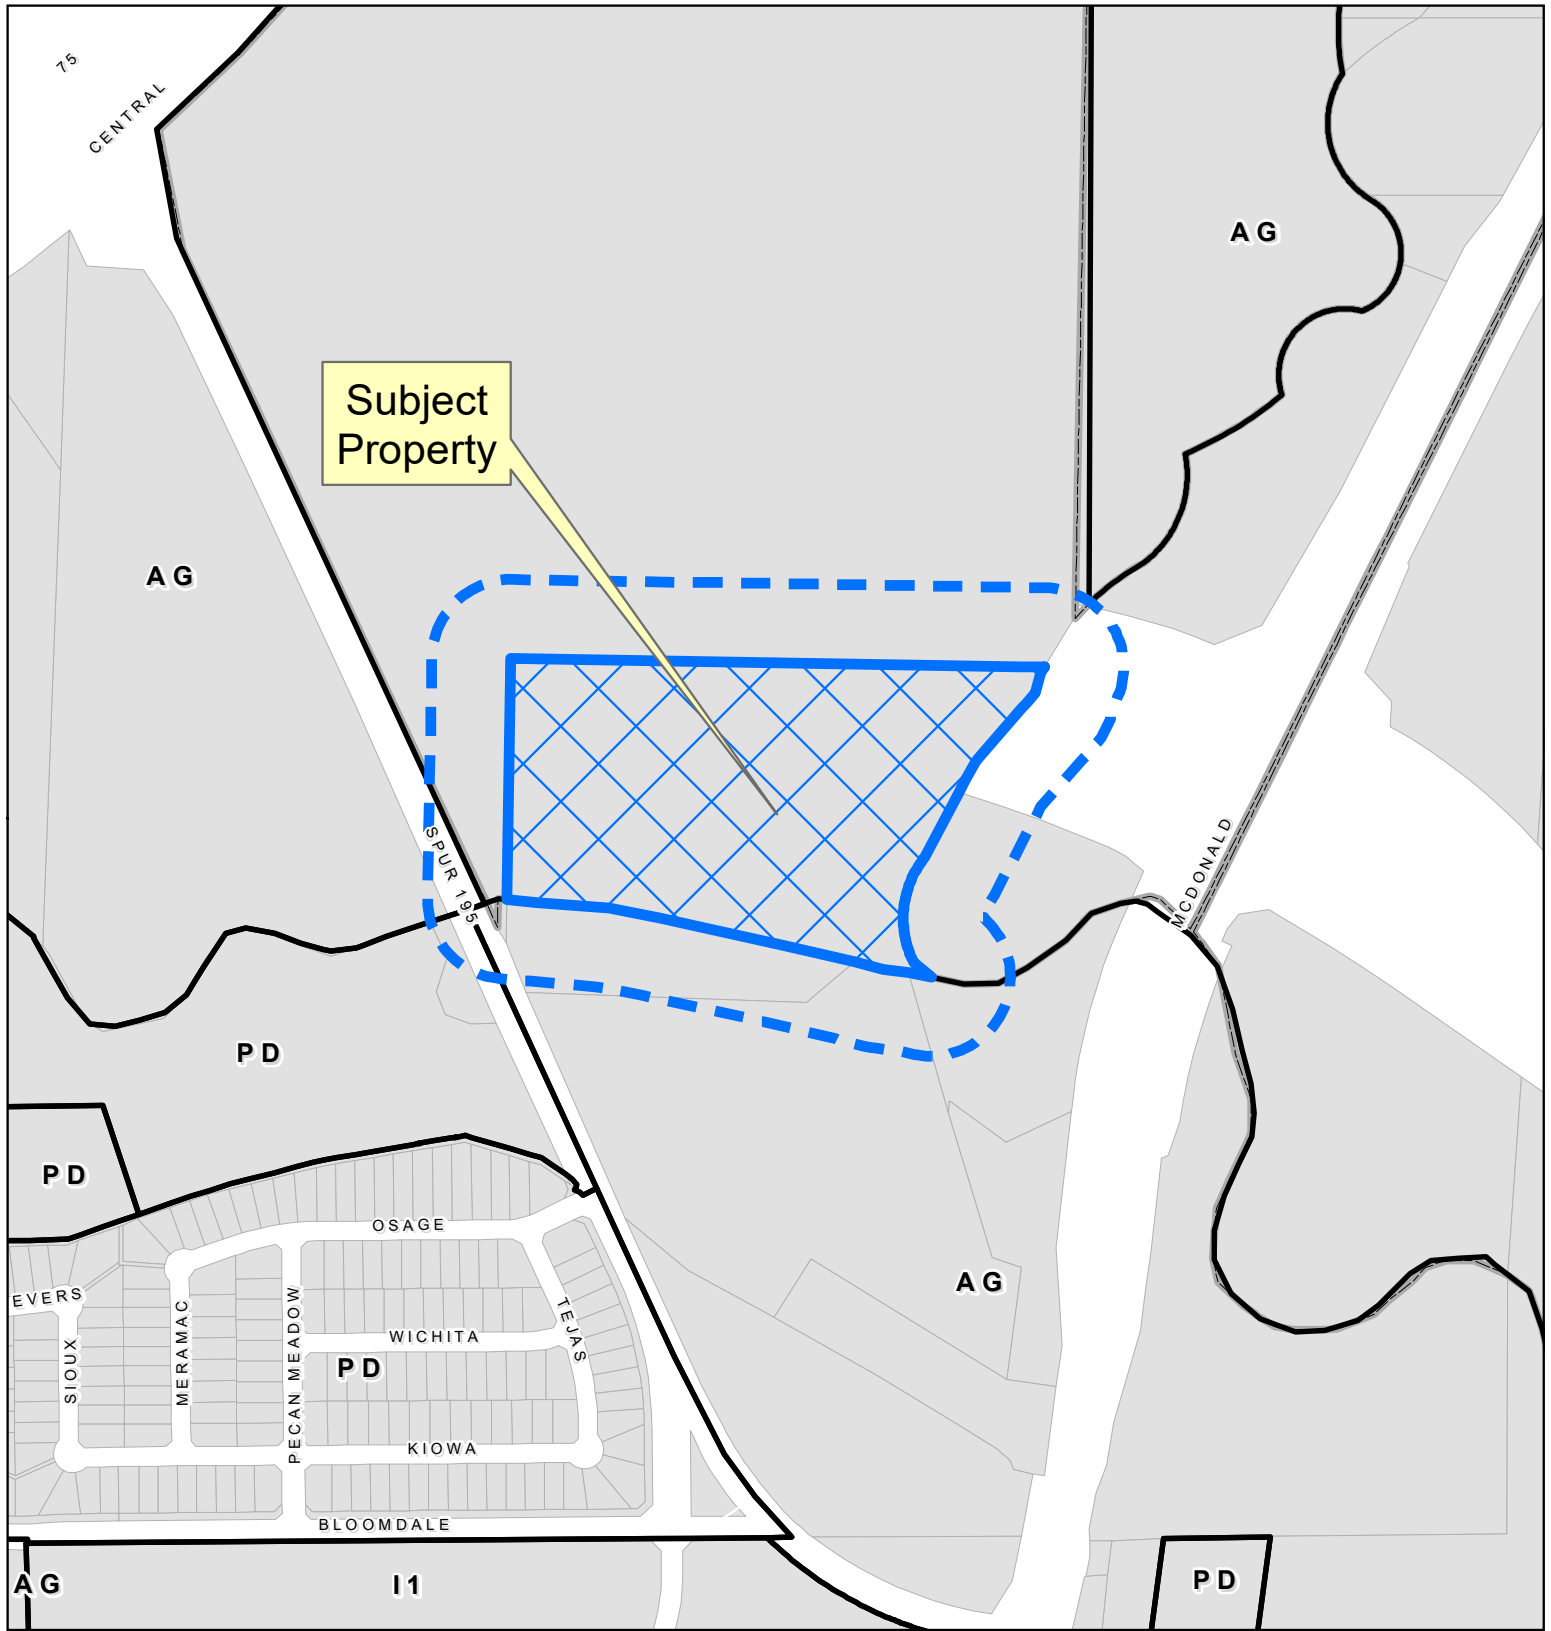 75
CENTRAL
AG
Subject
Property
AG
SPUR 195
MCDONALD
PD
PD
OSAGE
AG
EVERS
TEJAS
MERAMAC
PECAN MEADOW
WICHITA
SIOUX
PD
KIOWA
BLOOMDALE
AG
I1
PD